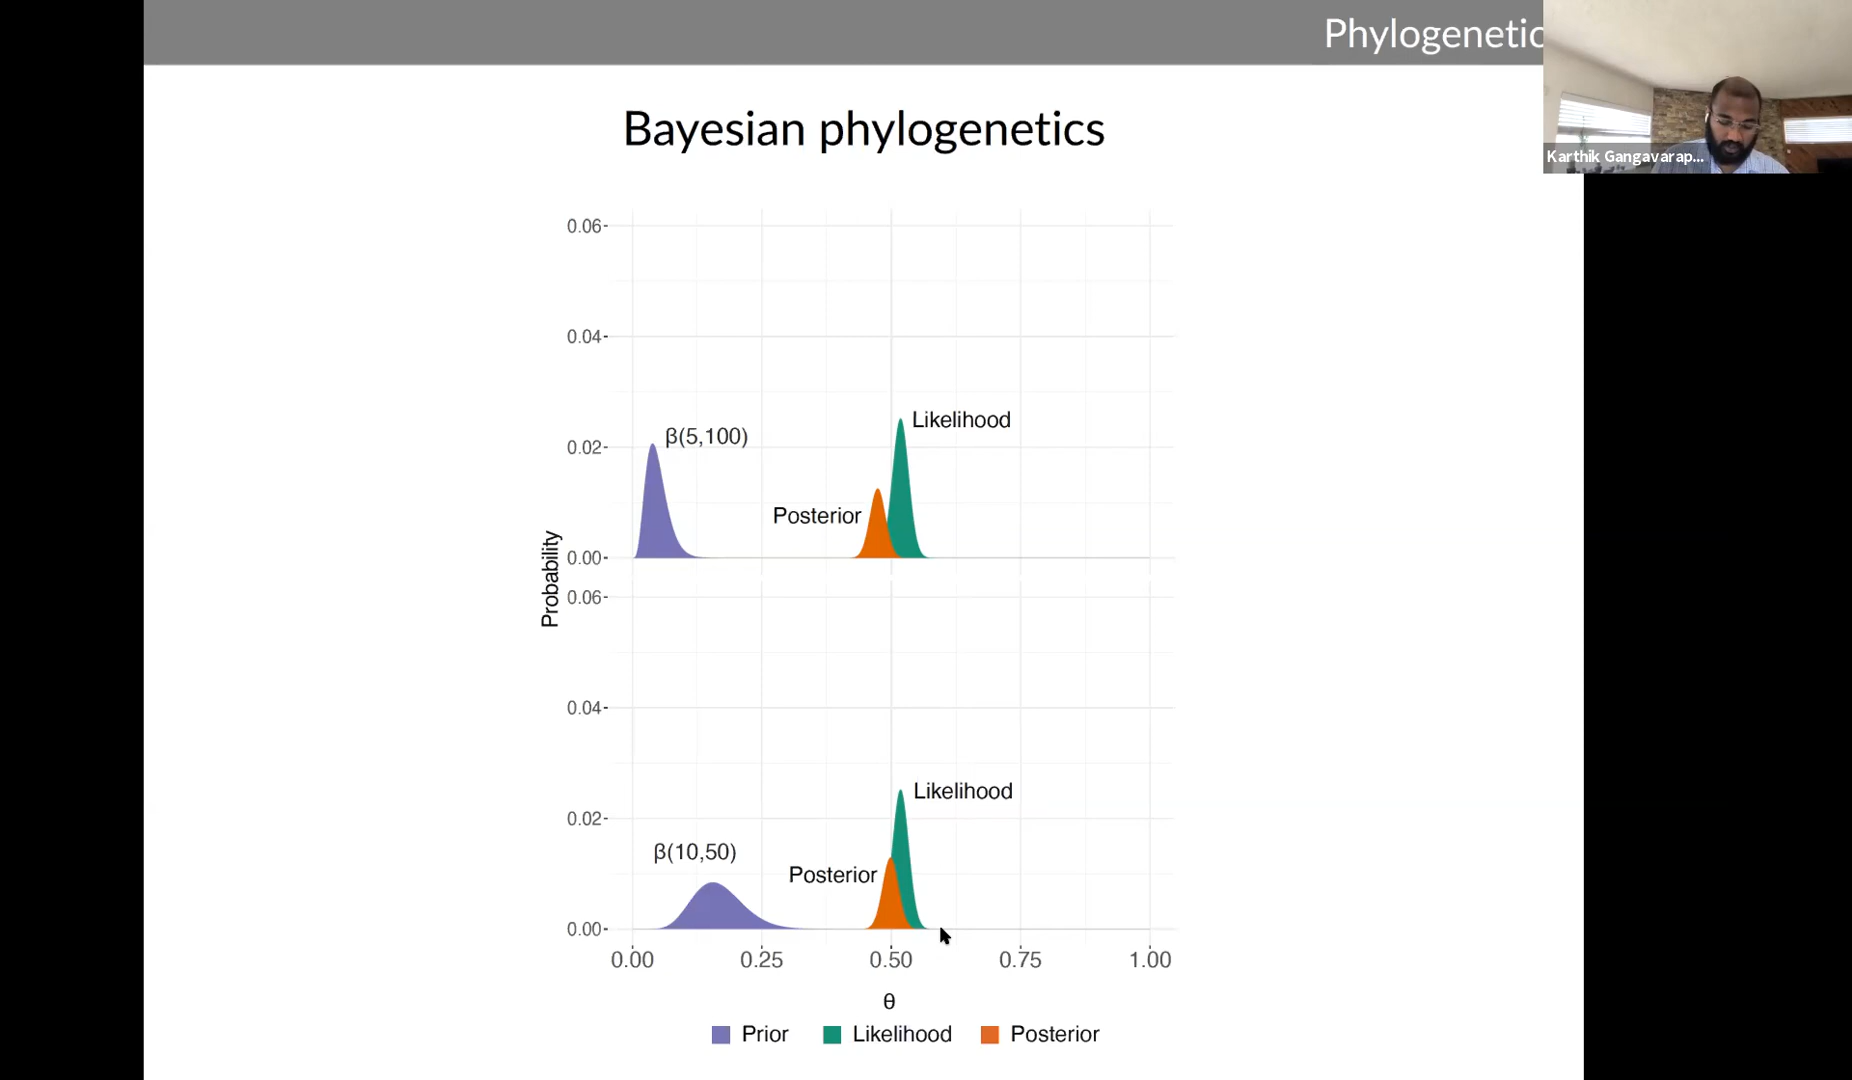 Phylogenetic
Karthik Gangavarap...
Bayesian phylogenetics
0.06
0.04
Likelihood
β(5,100)
0.02
Posterior
0.00
Probability
0.06
0.04
Likelihood
0.02
β(10,50)
Posterior
0.00
0.00 0.25 0.50 0.75 1.00
θ
Prior Likelihood Posterior